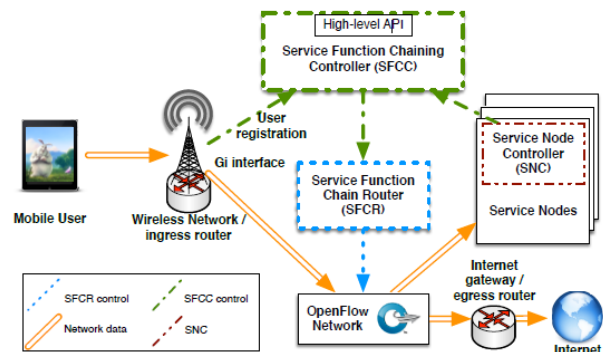 High-level API
Service Function Chaining
Controller (SFCC)
User
registration
Gi interface
Service Node
Controller
(SNC)
Service Nodes
Service Function
Chain Router
(SFCR)
Mobile User
Wireless Network /
ingress router
Internet
gateway /
egress router
OpenFlow
Network
Internet
SFCR control
SFCC control
Network data
SNC